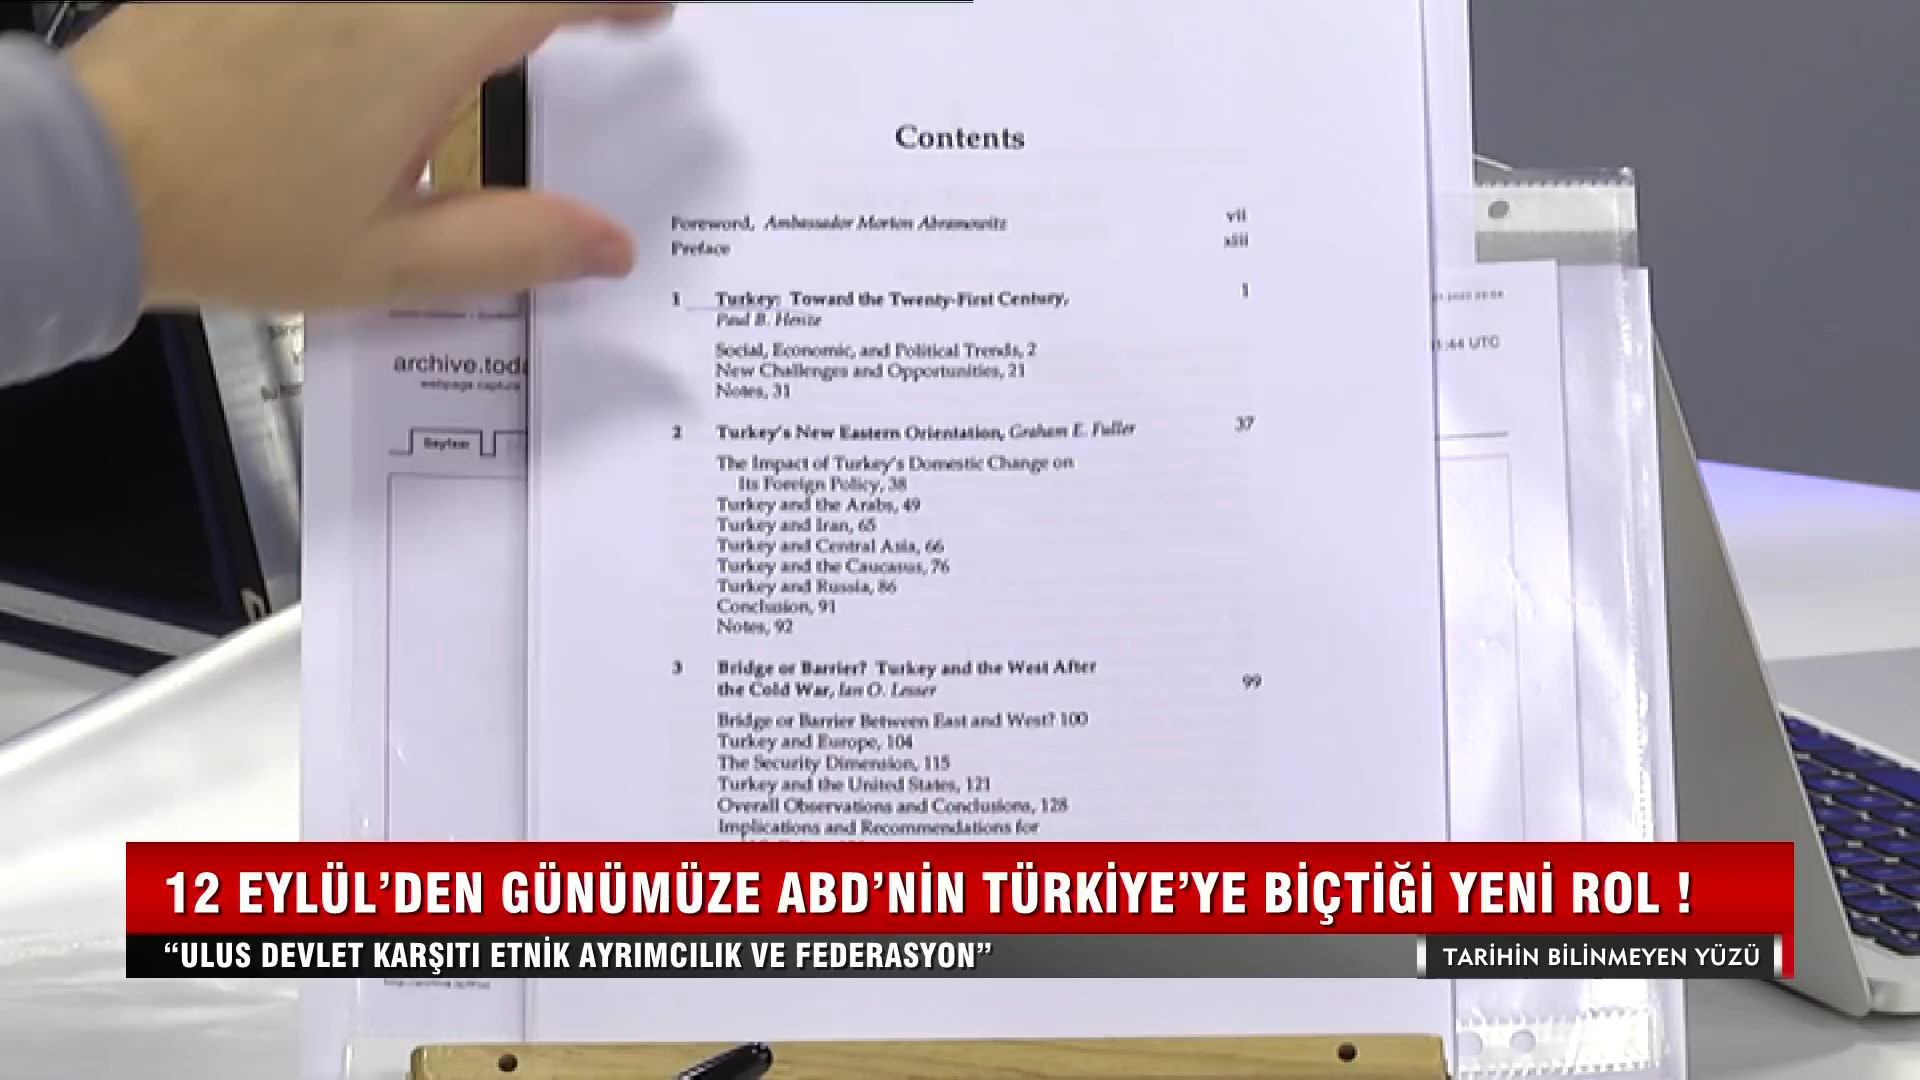 Contents
Foreword, Ambassador Morton Abramowitz vii
Preface xiii
1 Turkey: Toward the Twenty-First Century, 1
Paul B. Henze
Social, Economic, and Political Trends, 2
New Challenges and Opportunities, 21
Notes, 31
2 Turkey's New Eastern Orientation, Graham E. Fuller 37
The Impact of Turkey's Domestic Change on
Its Foreign Policy, 38
Turkey and the Arabs, 49
Turkey and Iran, 65
Turkey and Central Asia, 66
Turkey and the Caucasus, 76
Turkey and Russia, 86
Conclusion, 91
Notes, 92
3 Bridge or Barrier? Turkey and the West After
the Cold War, Ian O. Lesser 99
Bridge or Barrier Between East and West? 100
Turkey and Europe, 104
The Security Dimension, 115
Turkey and the United States, 121
Overall Observations and Conclusions, 128
Implications and Recommendations for
archive.toda
webpage capture
Sayfası
:44 UTC
12 EYLÜL'DEN GÜNÜMÜZE ABD'NİN TÜRKİYE'YE BİÇTİĞİ YENİ ROL !
“ULUS DEVLET KARŞITI ETNİK AYRIMCILIK VE FEDERASYON”
TARİHİN BİLİNMEYEN YÜZÜ